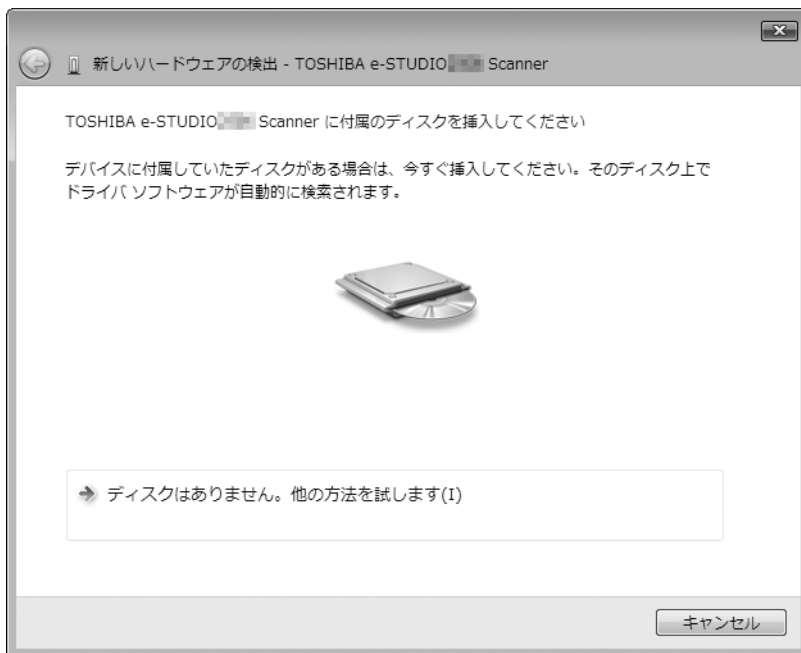 新しいハードウェアの検出 - TOSHIBA e-STUDIO Scanner
TOSHIBA e-STUDIO Scanner に付属のディスクを挿入してください
デバイスに付属していたディスクがある場合は、今すぐ挿入してください。そのディスク上で
ドライバ ソフトウェアが自動的に検索されます。
ディスクはありません。他の方法を試します(I)
キャンセル